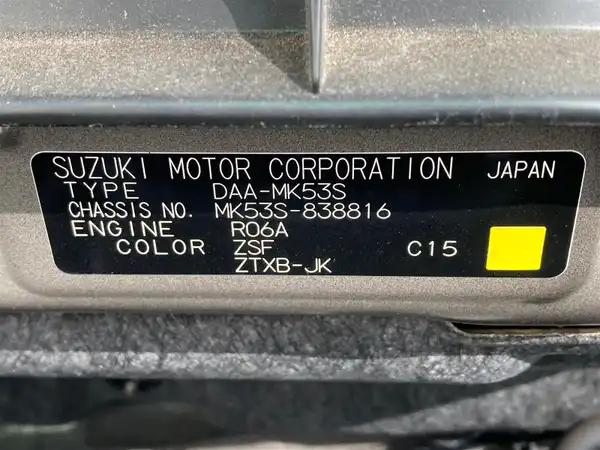 SUZUKI MOTOR CORPORATION JAPAN
TYPE DAA-MK53S
CHASSIS NO. MK53S-838816
ENGINE R06A
COLOR ZSF C15
ZTXB-JK